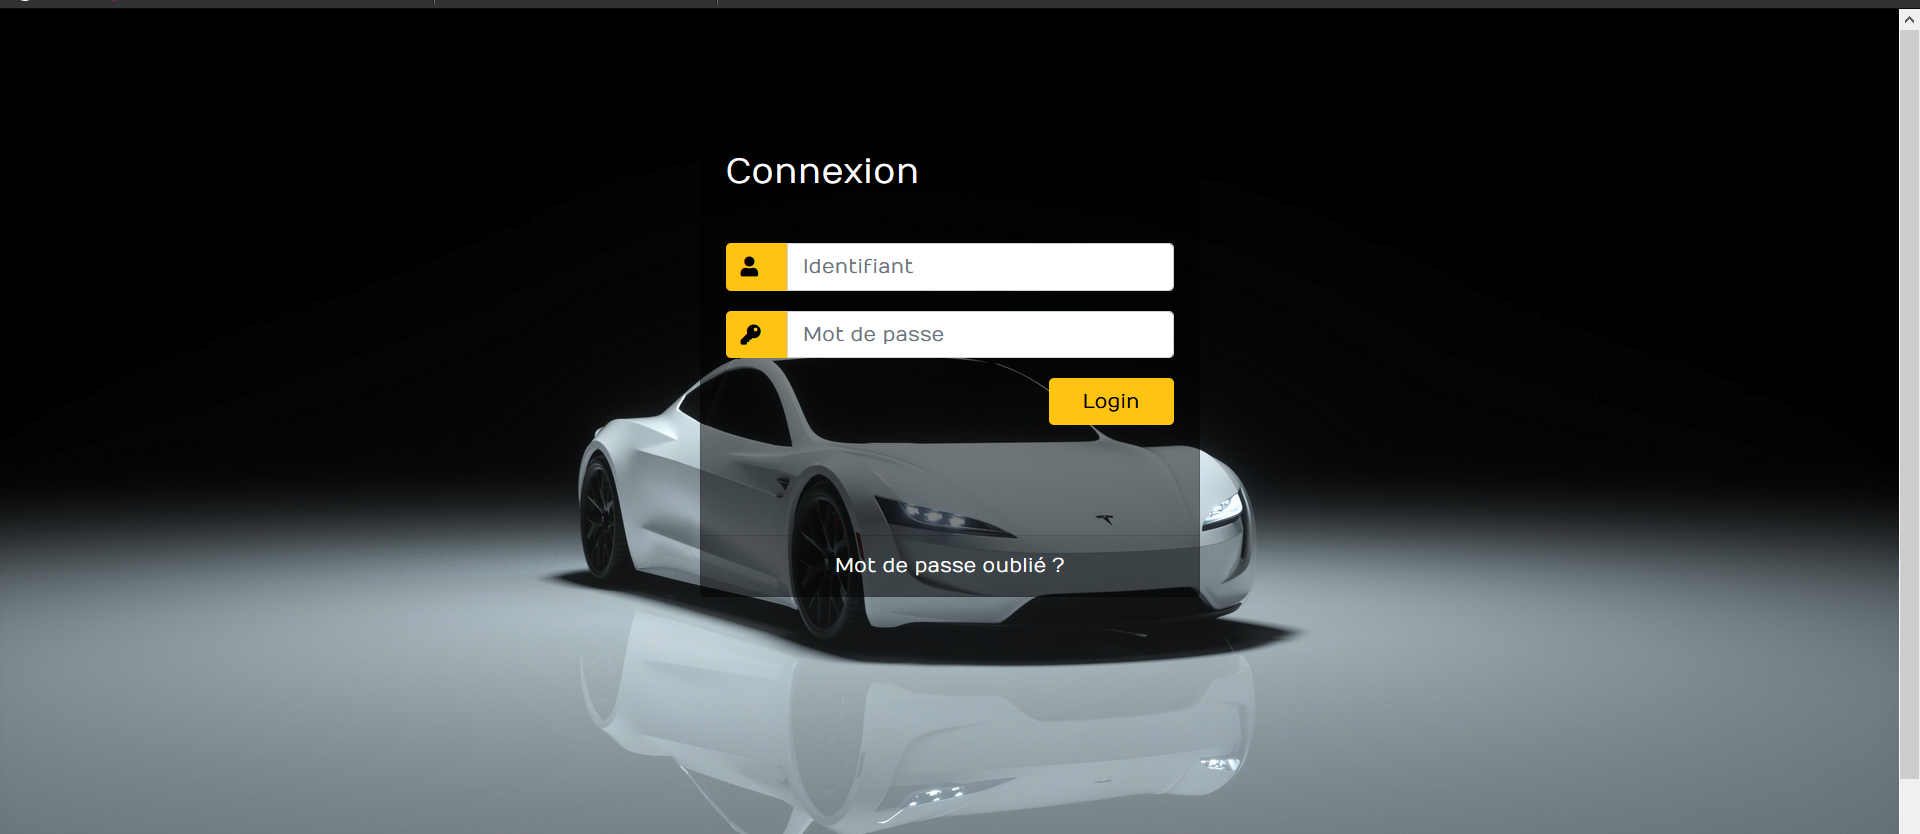 Connexion
Identifiant
Mot de passe
Login
Mot de passe oublié ?